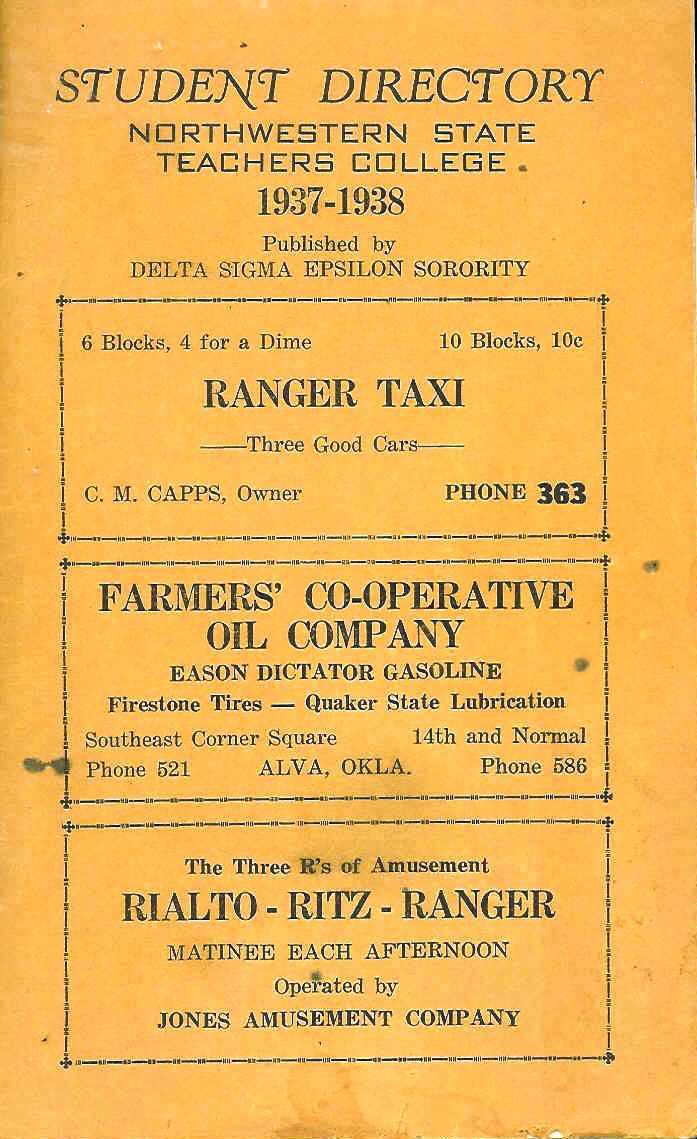 STUDENT DIRECTORY
NORTHWESTERN STATE
TEACHERS COLLEGE
1937-1938
Published by
DELTA SIGMA EPSILON SORORITY
6 Blocks, 4 for a Dime 10 Blocks, 10c
RANGER TAXI
——Three Good Cars——
C. M. CAPPS, Owner PHONE 363
FARMERS' CO-OPERATIVE
OIL COMPANY
EASON DICTATOR GASOLINE
Firestone Tires — Quaker State Lubrication
Southeast Corner Square 14th and Normal
Phone 521 ALVA, OKLA. Phone 586
The Three R's of Amusement
RIALTO - RITZ - RANGER
MATINEE EACH AFTERNOON
Operated by
JONES AMUSEMENT COMPANY